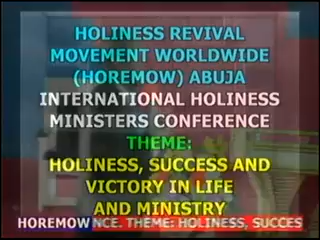 HOLINESS REVIVAL
MOVEMENT WORLDWIDE
(HOREMOW) ABUJA
INTERNATIONAL HOLINESS
MINISTERS CONFERENCE
THEME:
HOLINESS, SUCCESS AND
VICTORY IN LIFE
AND MINISTRY
HOREMOW NCE. THEME: HOLINESS, SUCCES